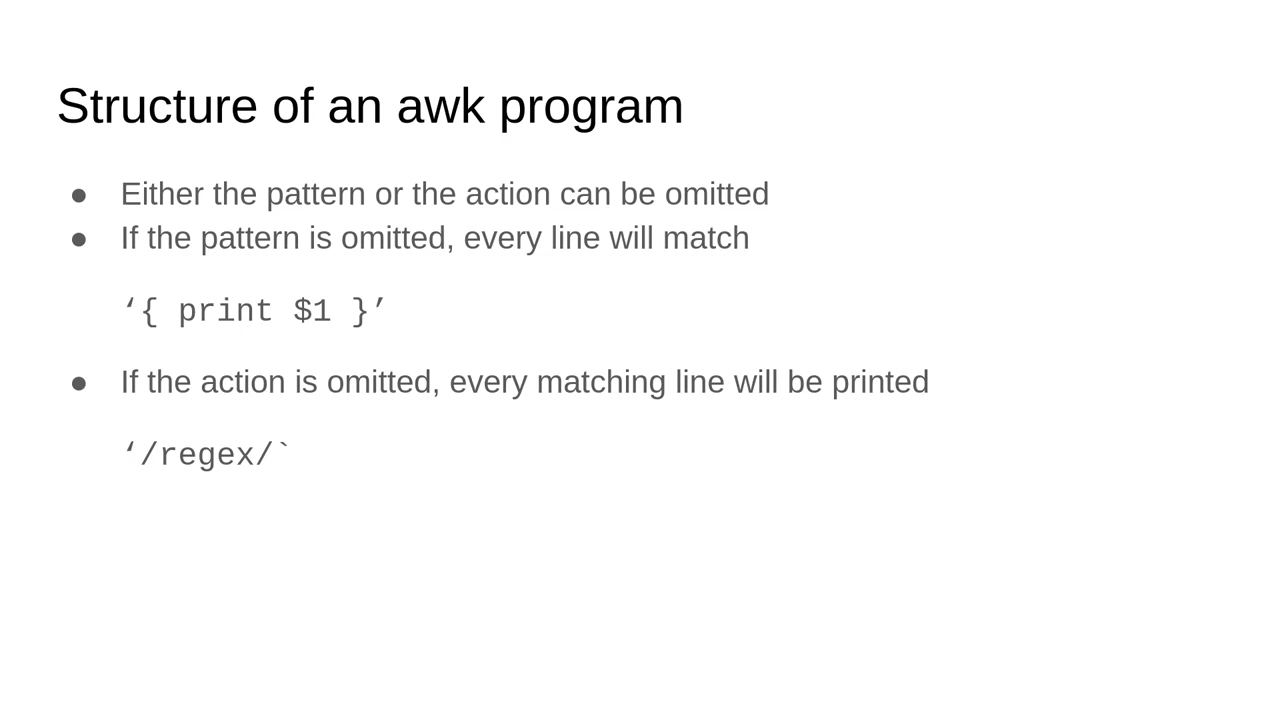 Structure of an awk program
● Either the pattern or the action can be omitted
● If the pattern is omitted, every line will match
‘{ print $1 }’
● If the action is omitted, every matching line will be printed
‘/regex/`